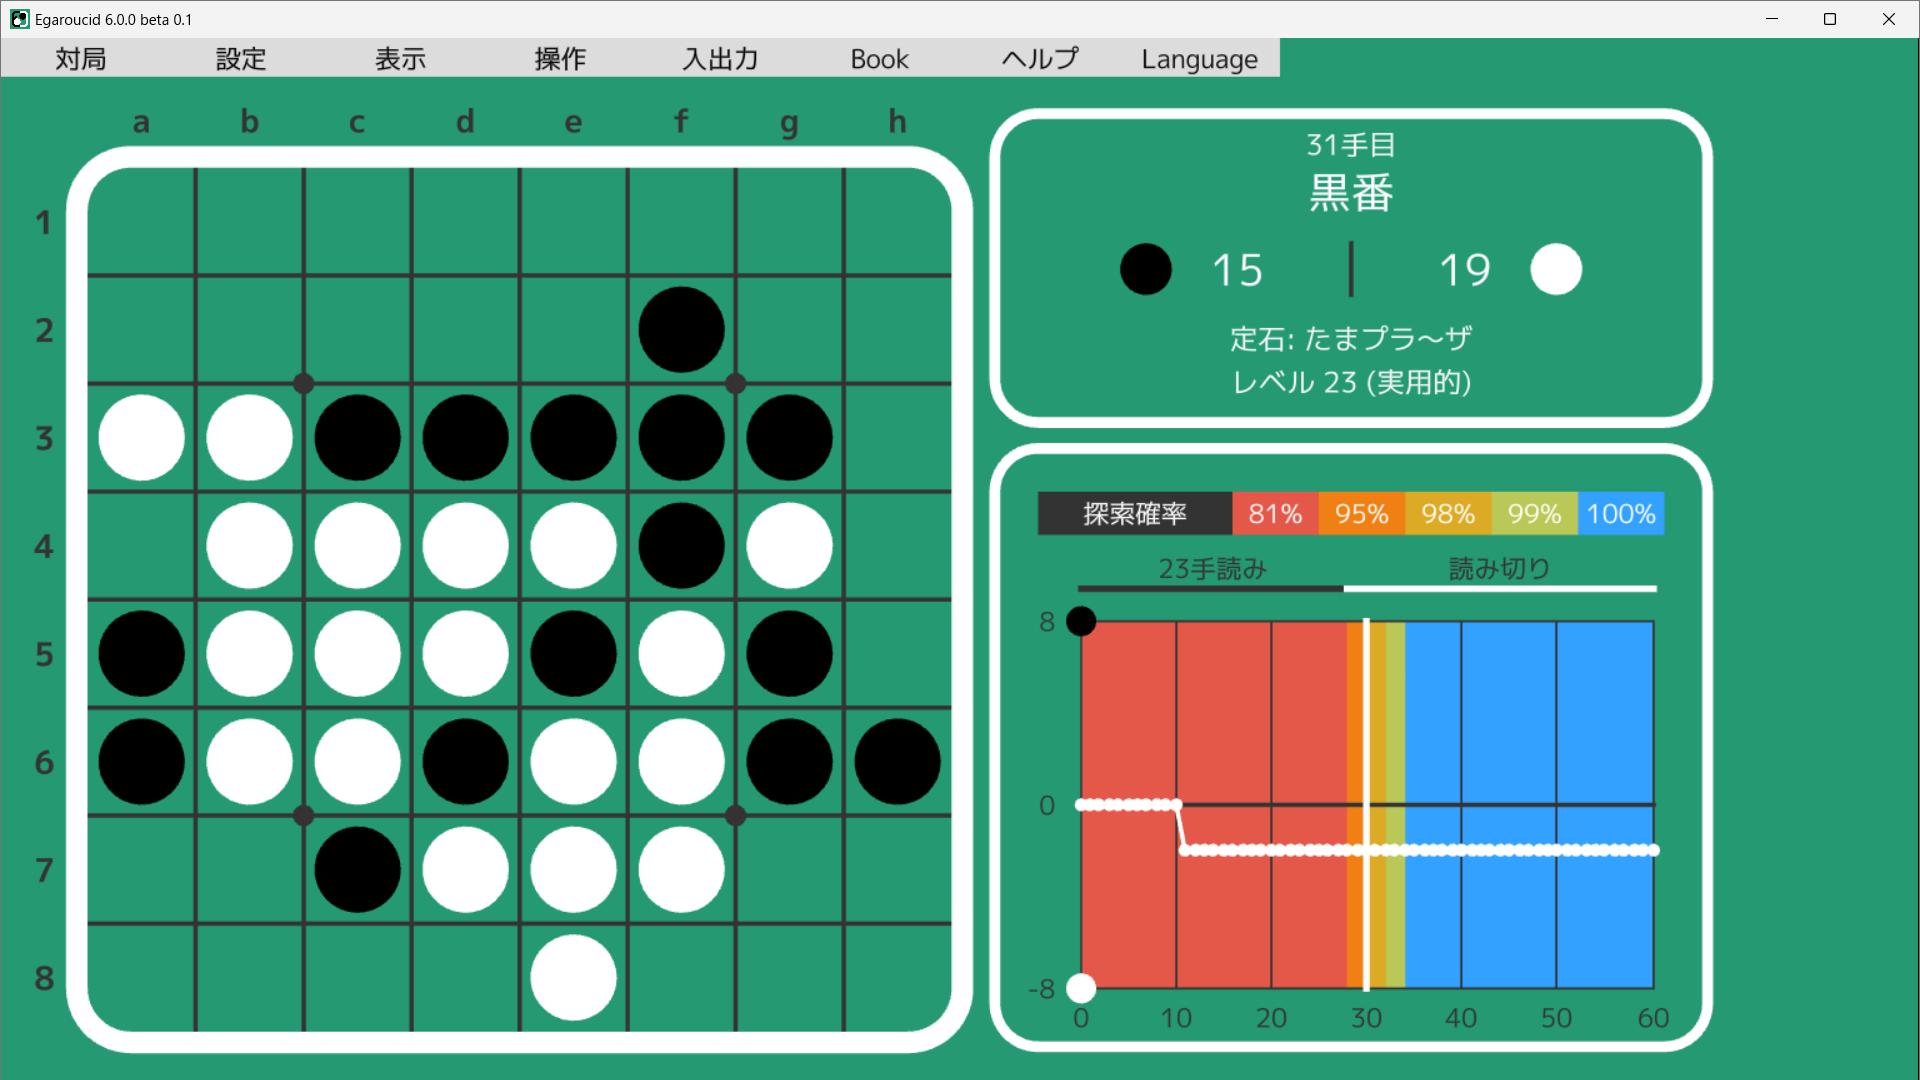 Egaroucid 6.0.0 beta 0.1
対局 設定 表示 操作 入出力 Book ヘルプ Language
a b c d e f g h
1
2
3
4
5
6
7
8
31手目
黒番
15 19
定石: たまプラ～ザ
レベル 23 (実用的)
探索確率 81% 95% 98% 99% 100%
23手読み 読み切り
8
0
-8
0 10 20 30 40 50 60